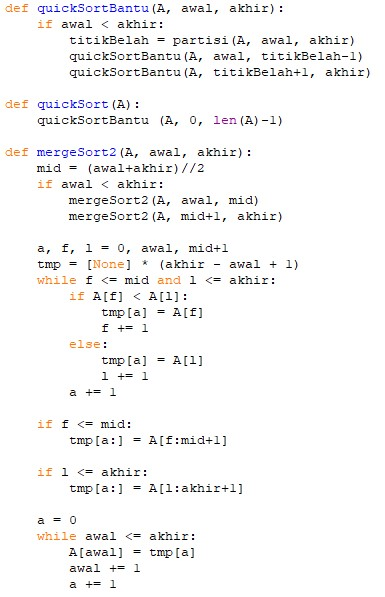 def quickSortBantu(A, awal, akhir):
    if awal < akhir:
        titikBelah = partisi(A, awal, akhir)
        quickSortBantu(A, awal, titikBelah-1)
        quickSortBantu(A, titikBelah+1, akhir)

def quickSort(A):
    quickSortBantu (A, 0, len(A)-1)

def mergeSort2(A, awal, akhir):
    mid = (awal+akhir)//2
    if awal < akhir:
        mergeSort2(A, awal, mid)
        mergeSort2(A, mid+1, akhir)

    a, f, l = 0, awal, mid+1
    tmp = [None] * (akhir - awal + 1)
    while f <= mid and l <= akhir:
        if A[f] < A[l]:
            tmp[a] = A[f]
            f += 1
        else:
            tmp[a] = A[l]
            l += 1
        a += 1

    if f <= mid:
        tmp[a:] = A[f:mid+1]

    if l <= akhir:
        tmp[a:] = A[l:akhir+1]

    a = 0
    while awal <= akhir:
        A[awal] = tmp[a]
        awal += 1
        a += 1